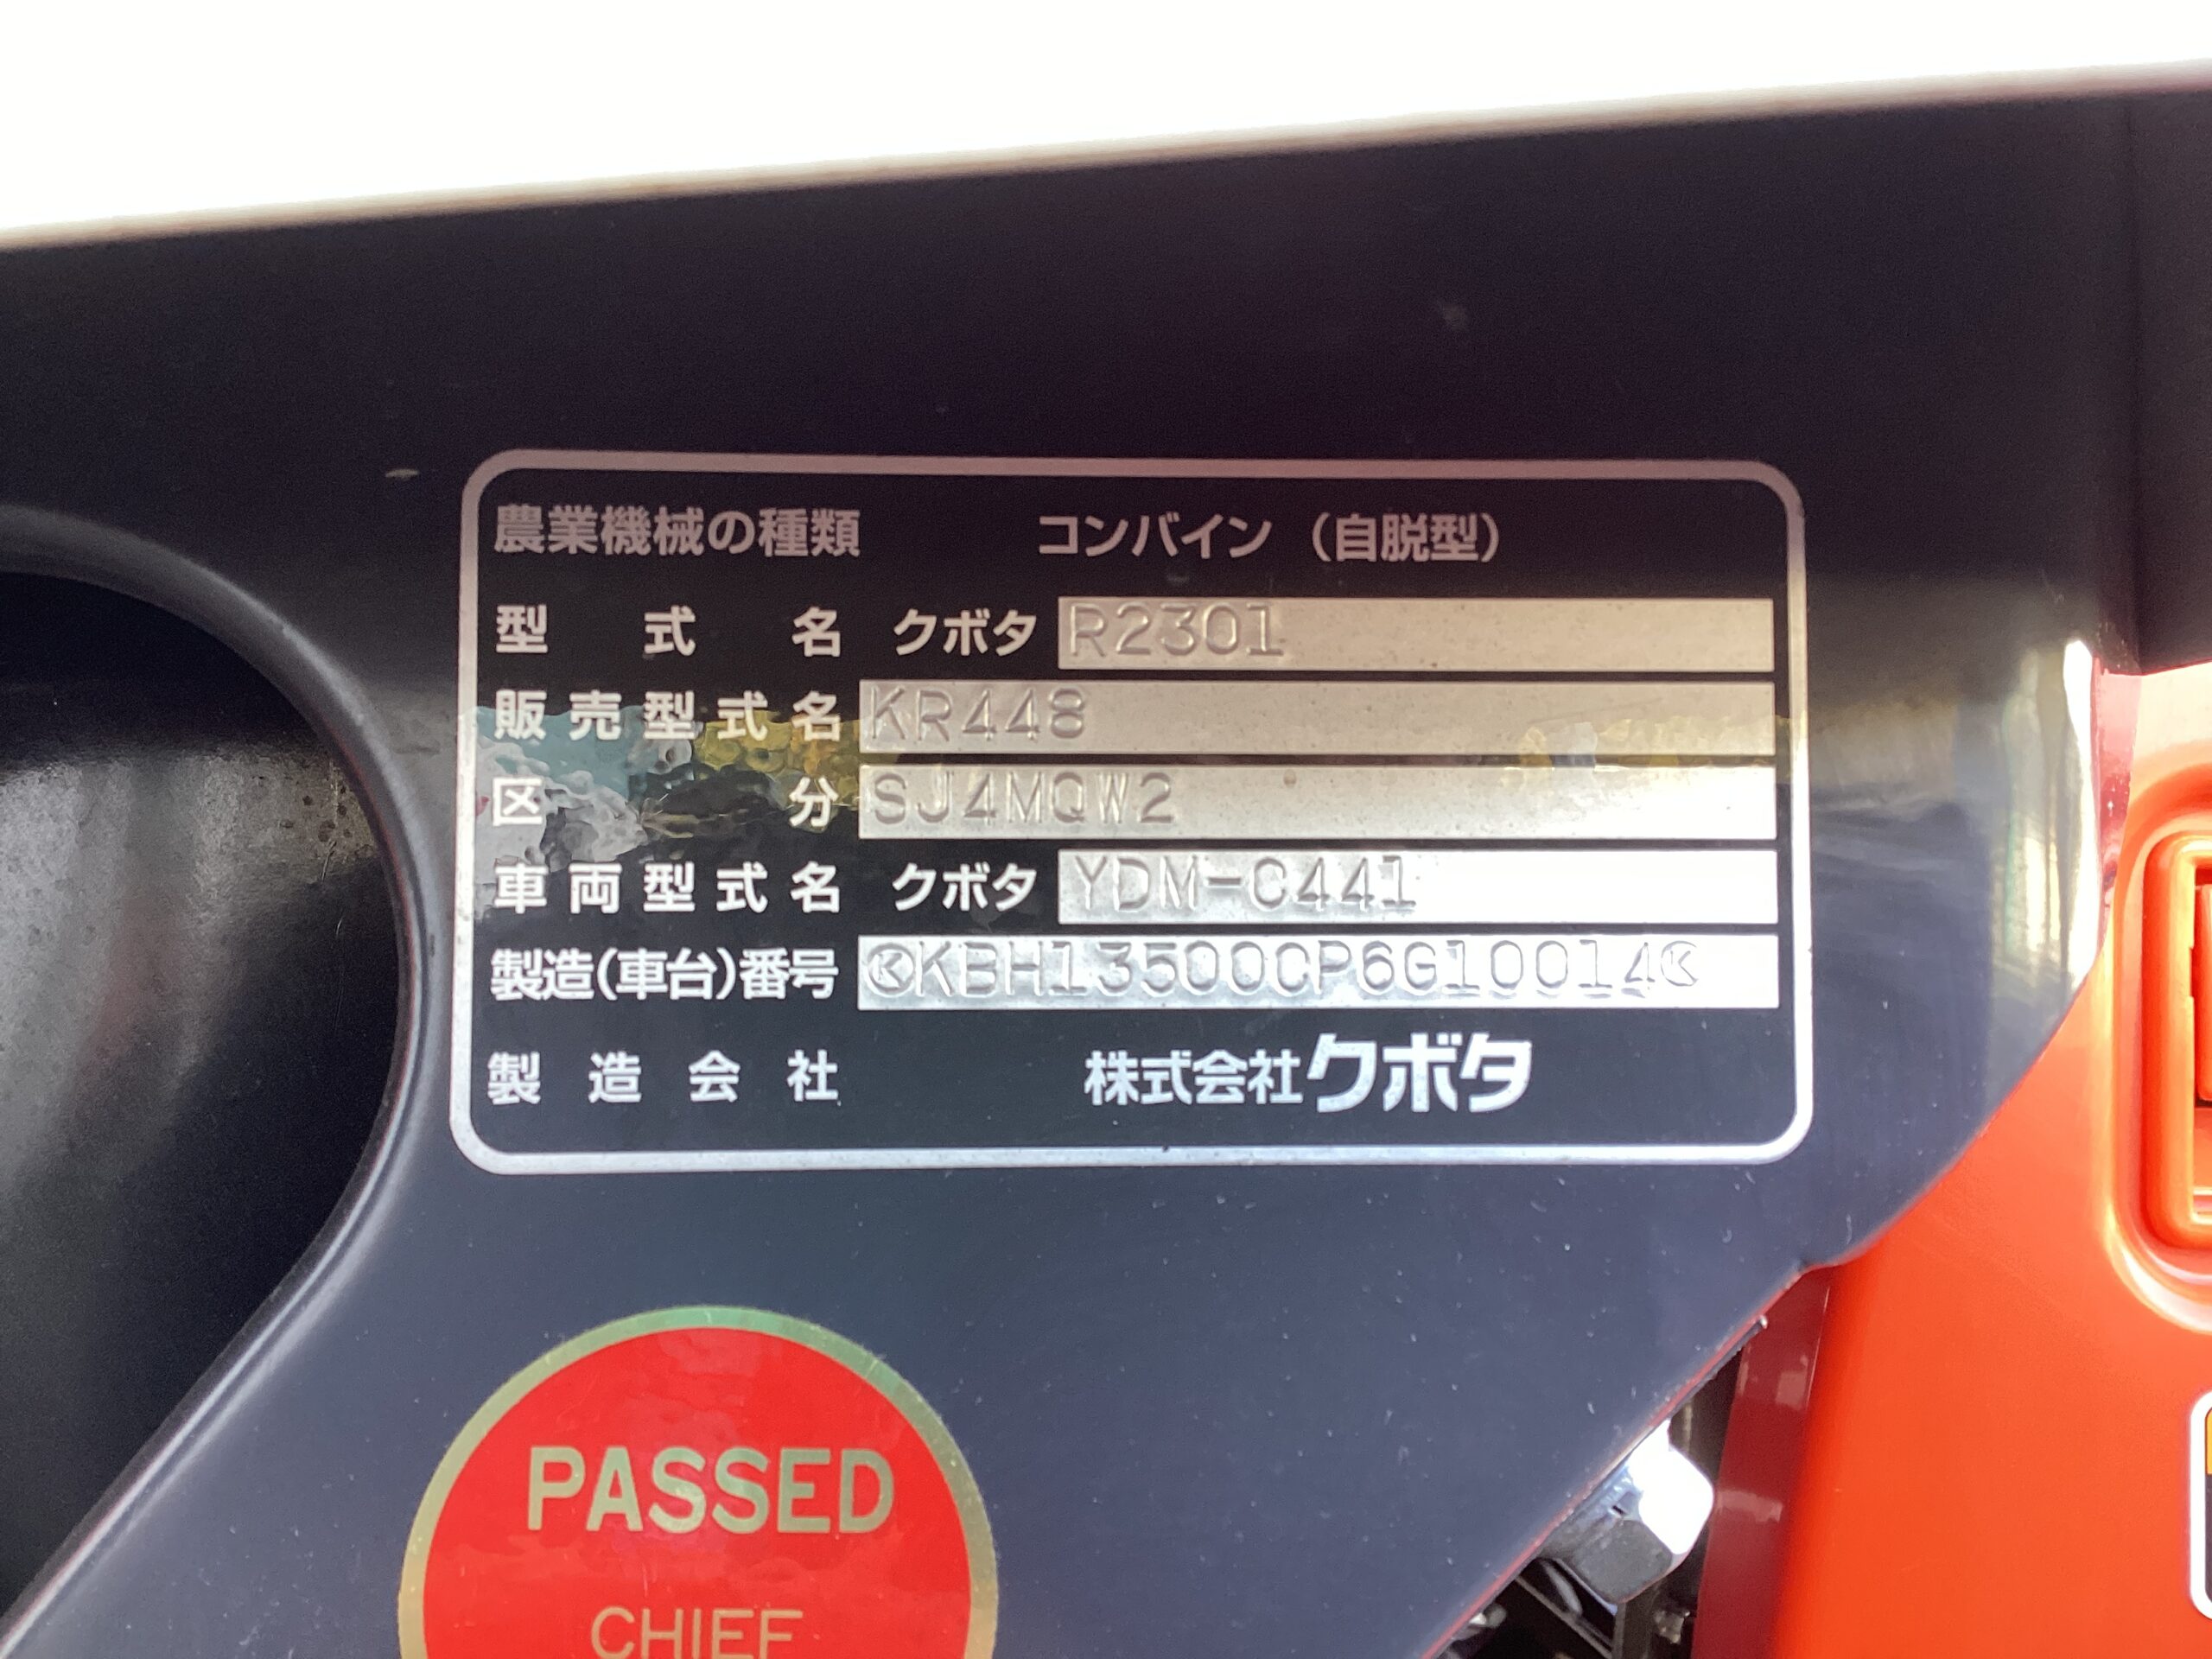 農業機械の種類 コンバイン（自脱型）
型式名 クボタ R2301
販売型式名 KR448
区分 SJ4MQW2
車両型式名 クボタ YDM-C441
製造(車台)番号 KBH13500CP6G10014
製造会社 株式会社クボタ
PASSED
CHIEF